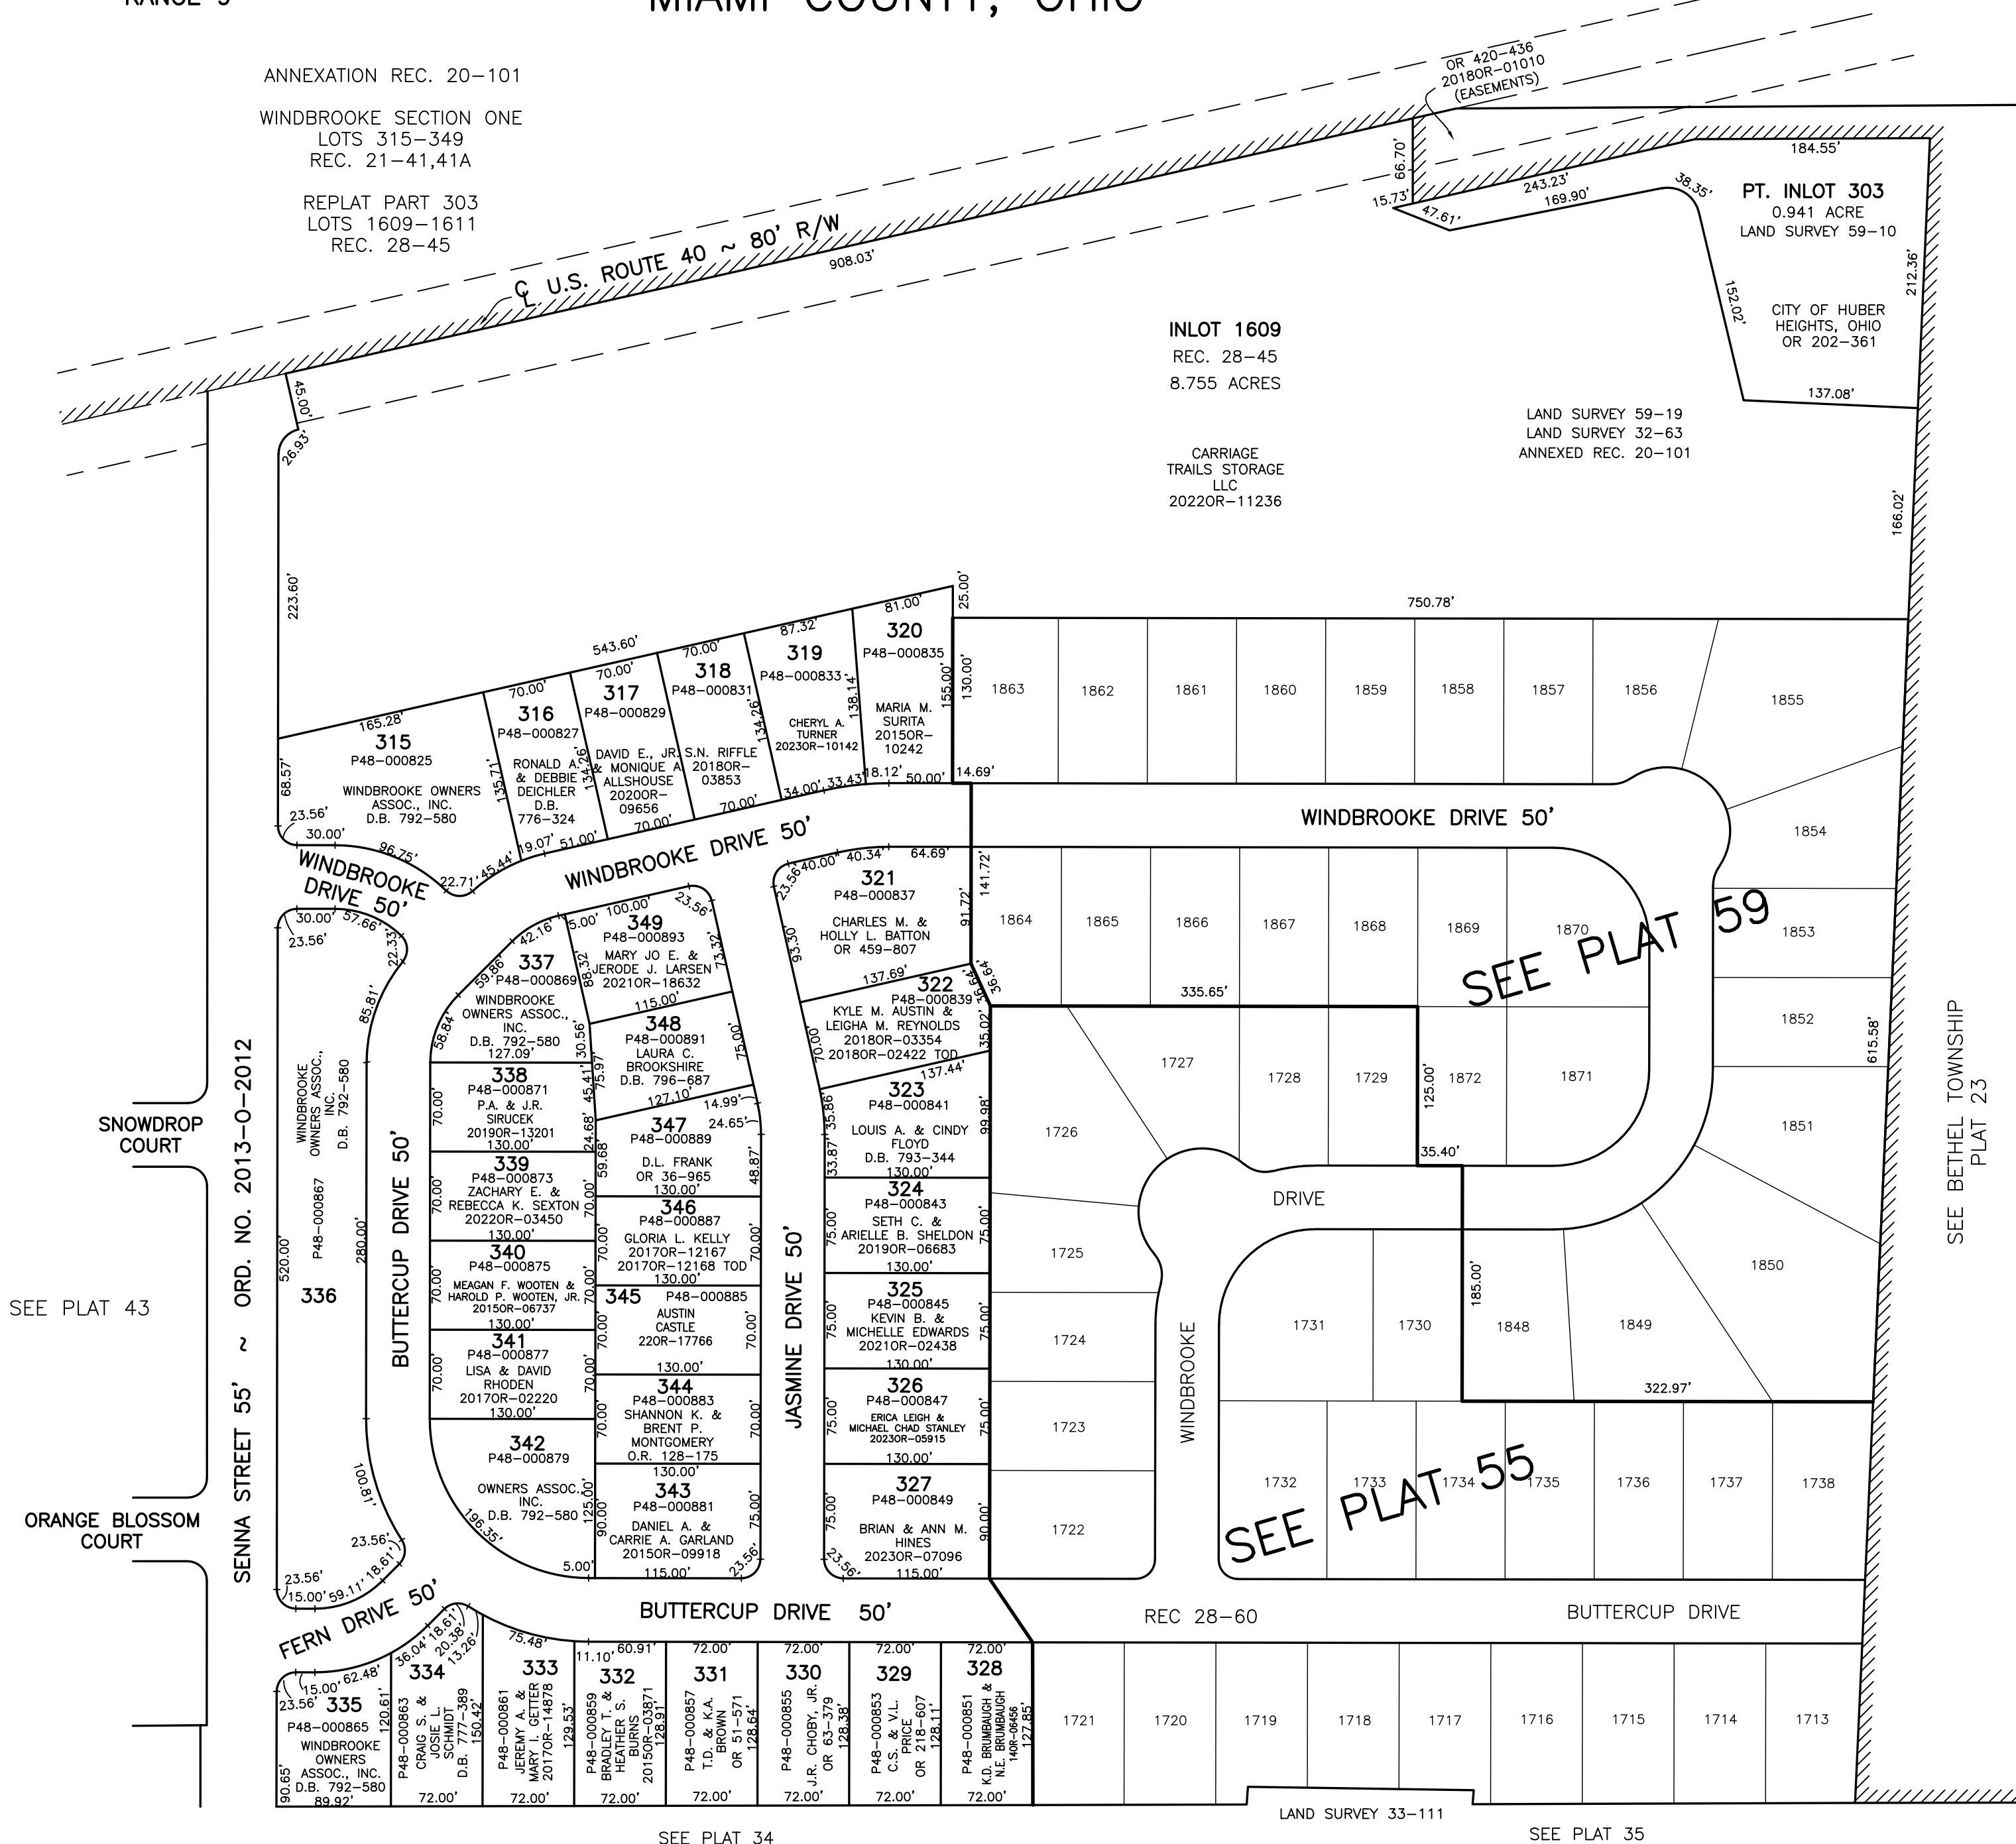 RANGE 9
MIAMI COUNTY, OHIO
ANNEXATION REC. 20-101
WINDBROOKE SECTION ONE
LOTS 315-349
REC. 21-41,41A
REPLAT PART 303
LOTS 1609-1611
REC. 28-45
OR 420-436
2018OR-01010
(EASEMENTS)
℄ U.S. ROUTE 40 ~ 80' R/W
908.03'
66.70'
15.73'
47.61'
243.23'
169.90'
38.35'
184.55'
PT. INLOT 303
0.941 ACRE
LAND SURVEY 59-10
212.36'
152.02'
CITY OF HUBER
HEIGHTS, OHIO
OR 202-361
137.08'
INLOT 1609
REC. 28-45
8.755 ACRES
LAND SURVEY 59-19
LAND SURVEY 32-63
ANNEXED REC. 20-101
CARRIAGE
TRAILS STORAGE
LLC
2022OR-11236
166.02'
45.00'
26.93'
223.60'
543.60'
25.00'
750.78'
165.28'
315
P48-000825
WINDBROOKE OWNERS
ASSOC., INC.
D.B. 792-580
68.57'
23.56'
30.00'
96.75'
22.71'
45.44'
70.00'
316
P48-000827
RONALD A.
& DEBBIE
DEICHLER
D.B.
776-324
135.71'
19.07'
51.00'
70.00'
317
P48-000829
DAVID E., JR.
& MONIQUE A.
ALLSHOUSE
2020OR-
09656
134.26'
70.00'
70.00'
318
P48-000831
S.N. RIFFLE
2018OR-
03853
134.26'
70.00'
87.32'
319
P48-000833
CHERYL A.
TURNER
2023OR-10142
138.14'
34.00'
33.43'
81.00'
320
P48-000835
MARIA M.
SURITA
2015OR-
10242
155.00'
130.00'
18.12'
50.00'
14.69'
1863
1862
1861
1860
1859
1858
1857
1856
1855
1854
1853
1852
1851
1850
WINDBROOKE DRIVE 50'
WINDBROOKE
DRIVE 50'
WINDBROOKE DRIVE 50'
23.56'
40.00'
40.34'
64.69'
321
P48-000837
CHARLES M. &
HOLLY L. BATTON
OR 459-807
93.30'
91.72'
141.72'
137.69'
36.64'
36.64'
322
P48-000839
KYLE M. AUSTIN &
LEIGHA M. REYNOLDS
2018OR-03354
2018OR-02422 TOD
70.00'
35.02'
137.44'
323
P48-000841
LOUIS A. & CINDY
FLOYD
D.B. 793-344
35.86'
33.87'
99.98'
130.00'
324
P48-000843
SETH C. &
ARIELLE B. SHELDON
2019OR-06683
75.00'
75.00'
130.00'
325
P48-000845
KEVIN B. &
MICHELLE EDWARDS
2021OR-02438
75.00'
75.00'
130.00'
326
P48-000847
ERICA LEIGH &
MICHAEL CHAD STANLEY
2023OR-05915
75.00'
75.00'
130.00'
327
P48-000849
BRIAN & ANN M.
HINES
2023OR-07096
75.00'
90.00'
23.56'
115.00'
1864
1865
1866
1867
1868
1869
1870
1871
1872
SEE PLAT 59
335.65'
125.00'
35.40'
185.00'
322.97'
615.58'
1727
1728
1729
1726
1725
1724
1723
1722
1731
1730
1848
1849
1732
1733
1734
1735
1736
1737
1738
SEE PLAT 55
DRIVE
WINDBROOKE
SEE BETHEL TOWNSHIP
PLAT 23
30.00'
57.66'
23.56'
22.33'
85.81'
WINDBROOKE
OWNERS ASSOC.,
INC.
D.B. 792-580
P48-000867
336
520.00'
280.00'
100.81'
23.56'
18.61'
59.11'
15.00'
23.56'
5.00'
100.00'
23.56'
349
P48-000893
MARY JO E. &
JERODE J. LARSEN
2021OR-18632
88.32'
73.32'
115.00'
42.16'
59.86'
58.84'
337
P48-000869
WINDBROOKE
OWNERS ASSOC.,
INC.
D.B. 792-580
127.09'
30.56'
348
P48-000891
LAURA C.
BROOKSHIRE
D.B. 796-687
75.97'
75.00'
127.10'
338
P48-000871
P.A. & J.R.
SIRUCEK
2019OR-13201
70.00'
45.41'
24.68'
130.00'
14.99'
24.65'
347
P48-000889
D.L. FRANK
OR 36-965
59.68'
48.87'
130.00'
339
P48-000873
ZACHARY E. &
REBECCA K. SEXTON
2022OR-03450
70.00'
70.00'
130.00'
346
P48-000887
GLORIA L. KELLY
2017OR-12167
2017OR-12168 TOD
70.00'
70.00'
130.00'
340
P48-000875
MEAGAN F. WOOTEN &
HAROLD P. WOOTEN, JR.
2015OR-06737
70.00'
70.00'
130.00'
345
P48-000885
AUSTIN
CASTLE
22OR-17766
70.00'
70.00'
130.00'
341
P48-000877
LISA & DAVID
RHODEN
2017OR-02220
70.00'
70.00'
130.00'
344
P48-000883
SHANNON K. &
BRENT P.
MONTGOMERY
O.R. 128-175
70.00'
70.00'
130.00'
342
P48-000879
OWNERS ASSOC.
INC.
D.B. 792-580
196.35'
125.00'
5.00'
343
P48-000881
DANIEL A. &
CARRIE A. GARLAND
2015OR-09918
90.00'
75.00'
115.00'
23.56'
BUTTERCUP DRIVE 50'
JASMINE DRIVE 50'
SENNA STREET 55' ~ ORD. NO. 2013-O-2012
SNOWDROP
COURT
SEE PLAT 43
ORANGE BLOSSOM
COURT
FERN DRIVE 50'
BUTTERCUP DRIVE 50'
REC 28-60
BUTTERCUP DRIVE
23.56'
15.00'
62.48'
335
P48-000865
WINDBROOKE
OWNERS
ASSOC., INC.
D.B. 792-580
90.65'
89.92'
120.61'
36.04'
18.61'
20.38'
13.26'
334
P48-000863
CRAIG S. &
JOSIE L.
SCHMIDT
D.B. 777-389
150.42'
72.00'
75.48'
333
P48-000861
JEREMY A. &
MARY I. GETTER
2017OR-14878
129.53'
72.00'
11.10'
60.91'
332
P48-000859
BRADLEY T. &
HEATHER S.
BURNS
2015OR-03871
128.91'
72.00'
72.00'
331
P48-000857
T.D. & K.A.
BROWN
OR 51-571
128.64'
72.00'
72.00'
330
P48-000855
J.R. CHOBY, JR.
OR 63-379
128.38'
72.00'
72.00'
329
P48-000853
C.S. & V.L.
PRICE
OR 218-607
128.11'
72.00'
72.00'
328
P48-000851
K.D. BRUMBAUGH &
N.E. BRUMBAUGH
14OR-06456
127.85'
72.00'
1721
1720
1719
1718
1717
1716
1715
1714
1713
LAND SURVEY 33-111
SEE PLAT 34
SEE PLAT 35